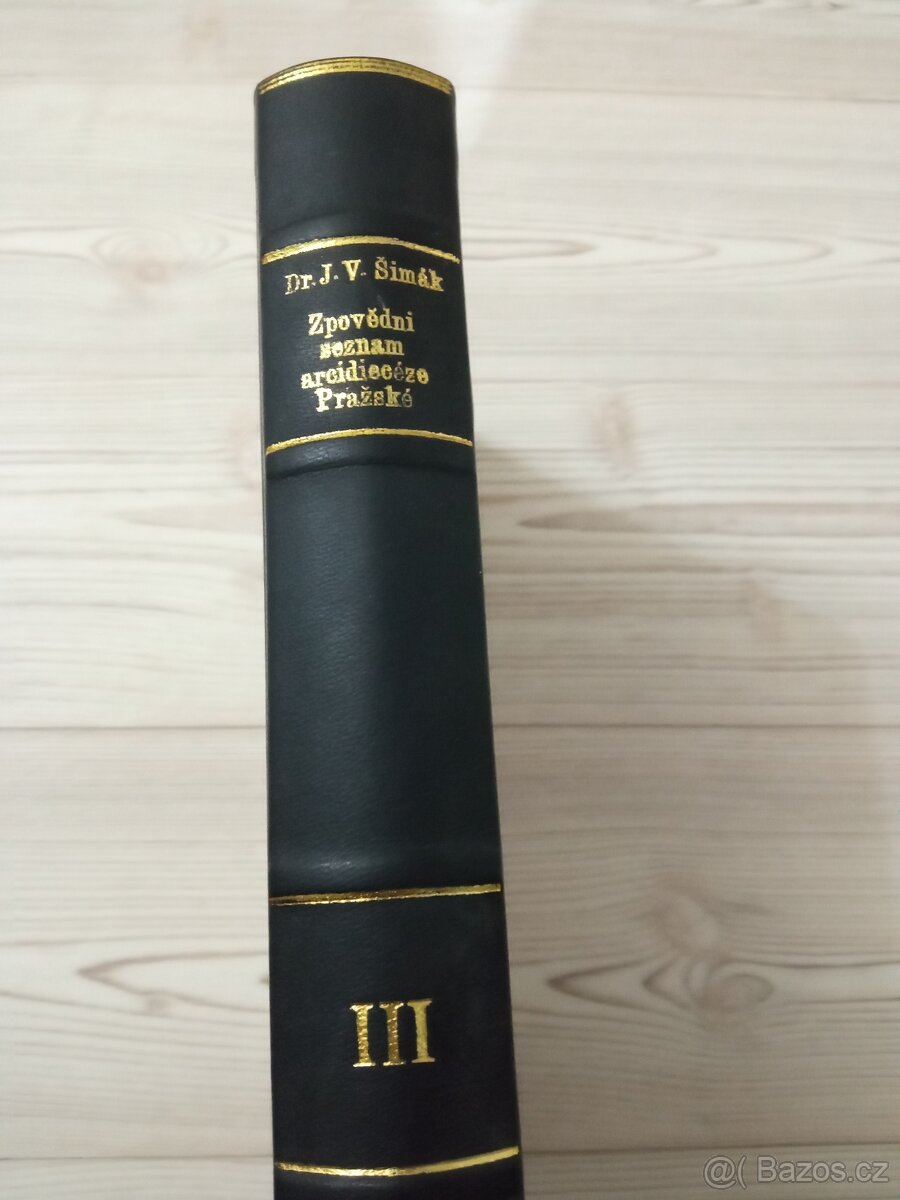 Dr. J. V. Šimák
Zpovědni
seznam
arcidiecéze
Pražské
III
@( Bazos.cz